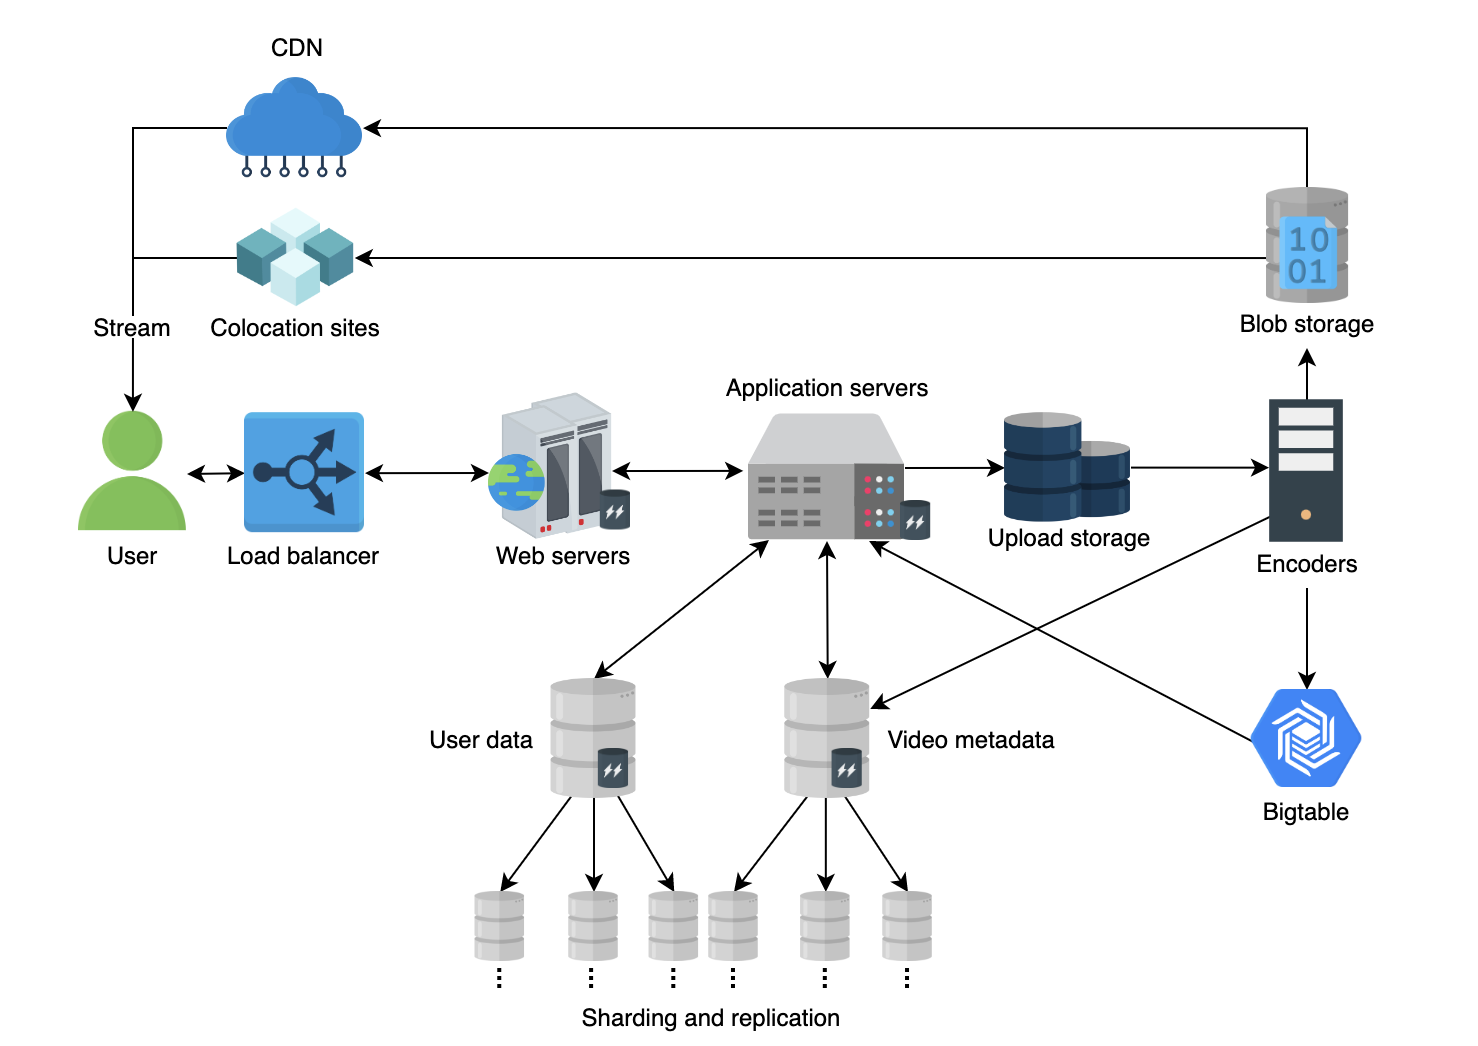 CDN
10
01
Stream
Colocation sites
Blob storage
Application servers
User
Load balancer
Web servers
Upload storage
Encoders
User data
Video metadata
Bigtable
Sharding and replication